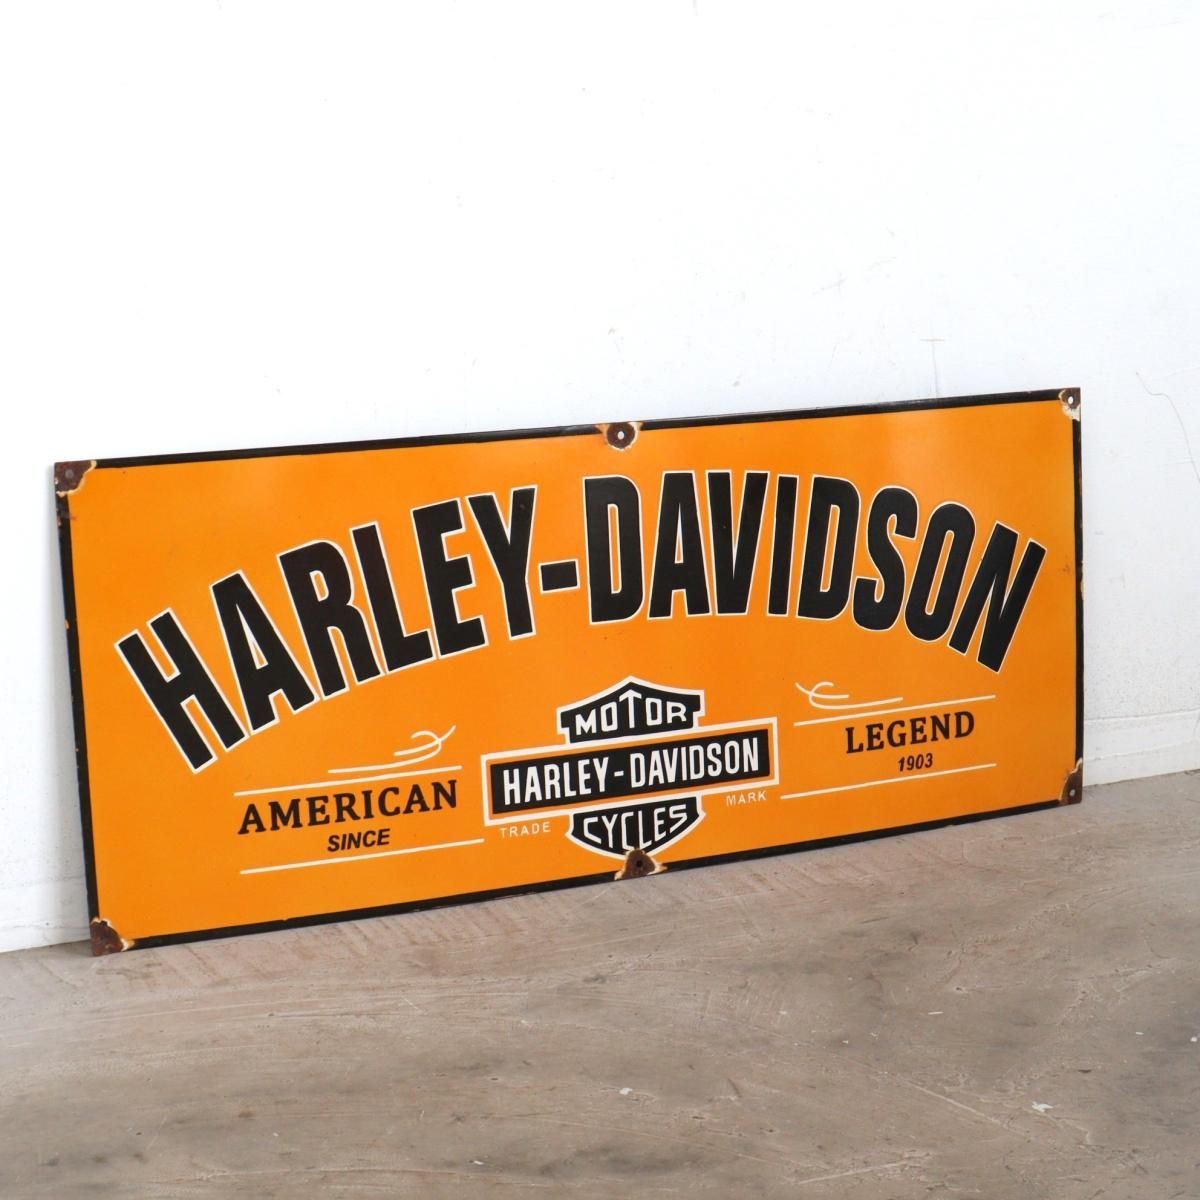 HARLEY-DAVIDSON
AMERICAN
SINCE
MOTOR
HARLEY-DAVIDSON
CYCLES
TRADE MARK
LEGEND
1903